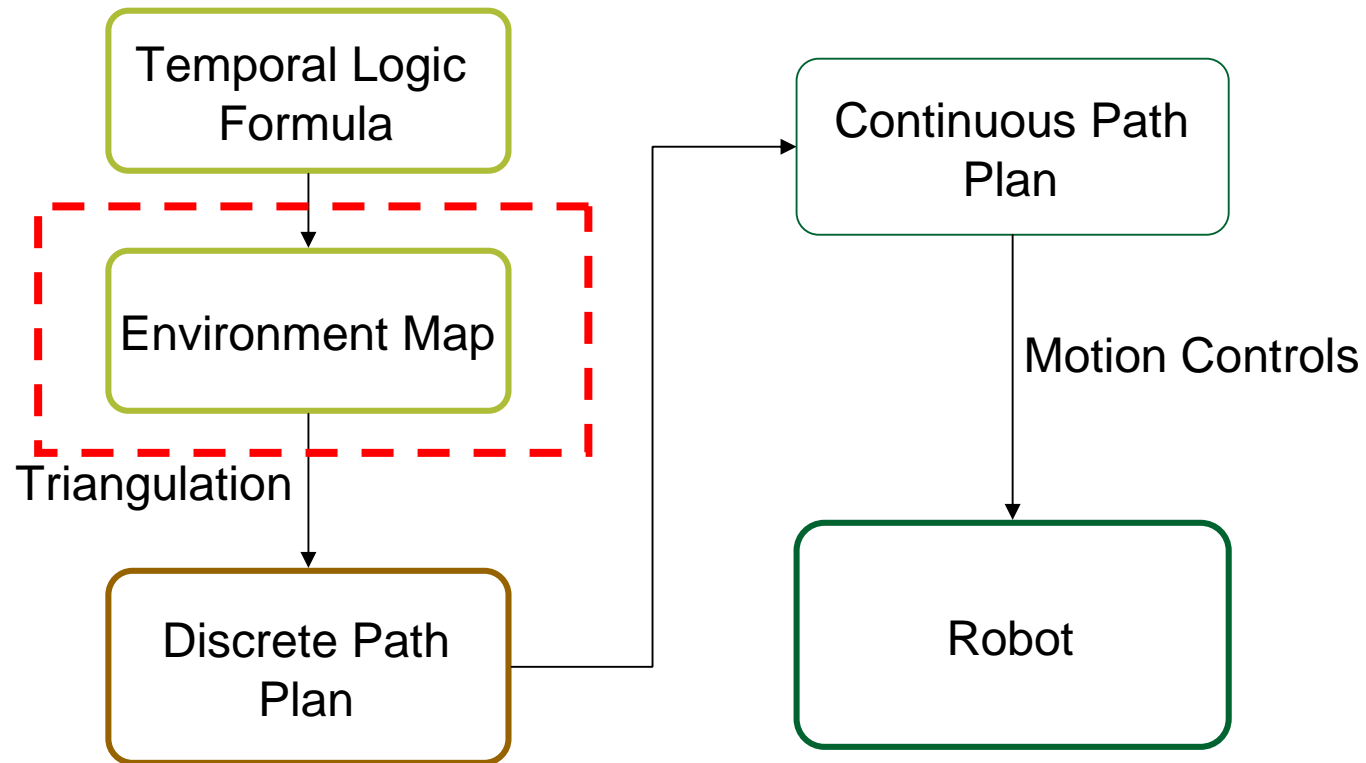 Temporal Logic
Formula
Environment Map
Triangulation
Discrete Path
Plan
Continuous Path
Plan
Motion Controls
Robot